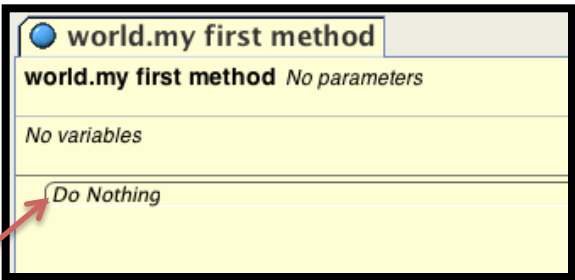 world.my first method
world.my first method No parameters
No variables
Do Nothing